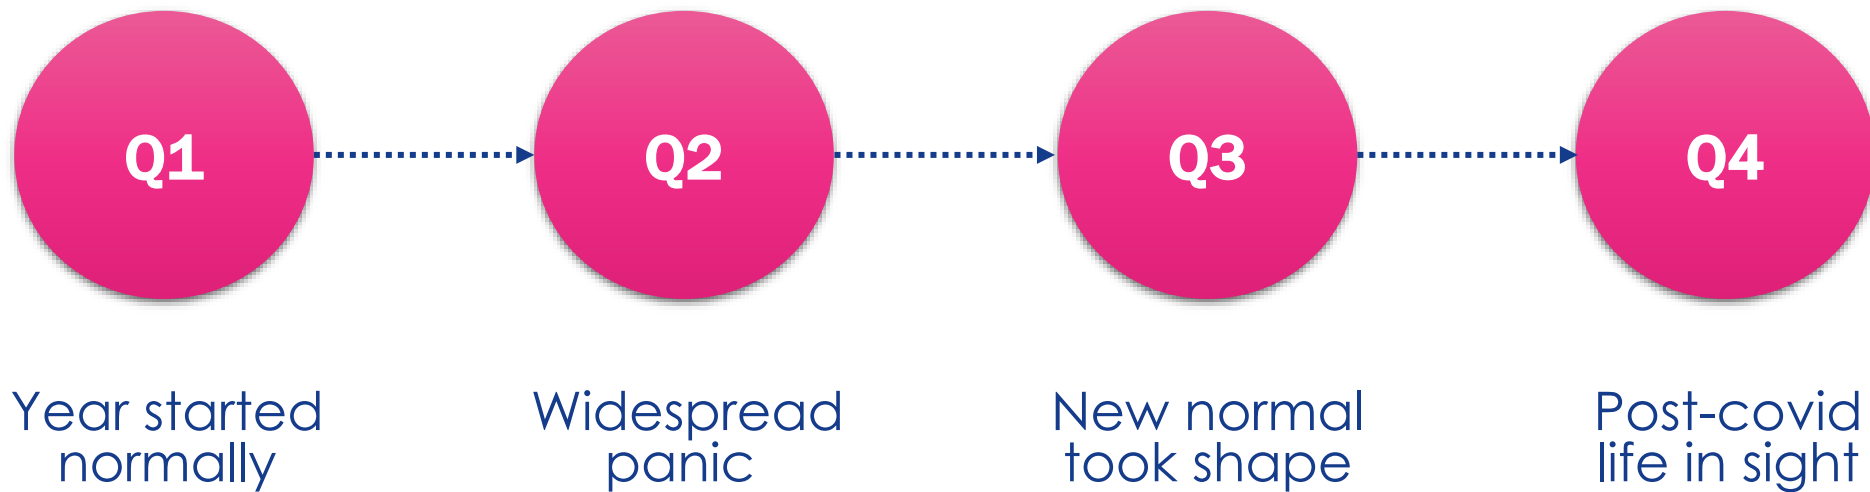 Q1
Q2
Q3
Q4
Year started
normally
Widespread
panic
New normal
took shape
Post-covid
life in sight